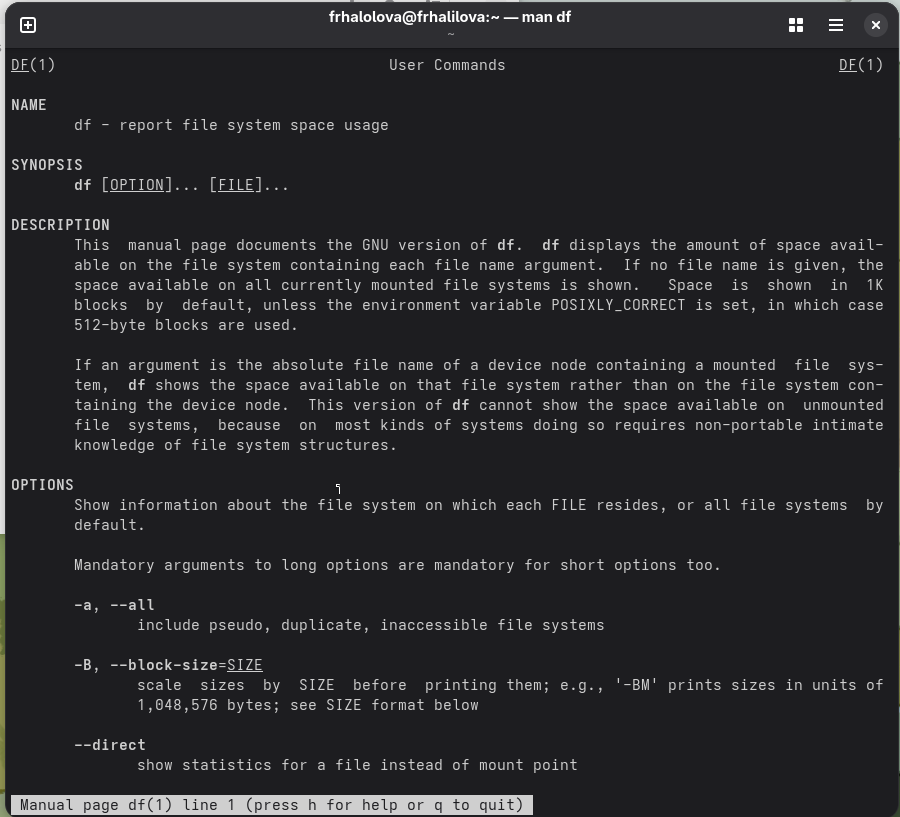 frhalolova@frhalilova:~ — man df
~
DF(1) User Commands DF(1)
NAME
df - report file system space usage
SYNOPSIS
df [OPTION]... [FILE]...
DESCRIPTION
This manual page documents the GNU version of df. df displays the amount of space avail-
able on the file system containing each file name argument. If no file name is given, the
space available on all currently mounted file systems is shown. Space is shown in 1K
blocks by default, unless the environment variable POSIXLY_CORRECT is set, in which case
512-byte blocks are used.
If an argument is the absolute file name of a device node containing a mounted file sys-
tem, df shows the space available on that file system rather than on the file system con-
taining the device node. This version of df cannot show the space available on unmounted
file systems, because on most kinds of systems doing so requires non-portable intimate
knowledge of file system structures.
OPTIONS
Show information about the file system on which each FILE resides, or all file systems by
default.
Mandatory arguments to long options are mandatory for short options too.
-a, --all
include pseudo, duplicate, inaccessible file systems
-B, --block-size=SIZE
scale sizes by SIZE before printing them; e.g., '-BM' prints sizes in units of
1,048,576 bytes; see SIZE format below
--direct
show statistics for a file instead of mount point
Manual page df(1) line 1 (press h for help or q to quit)